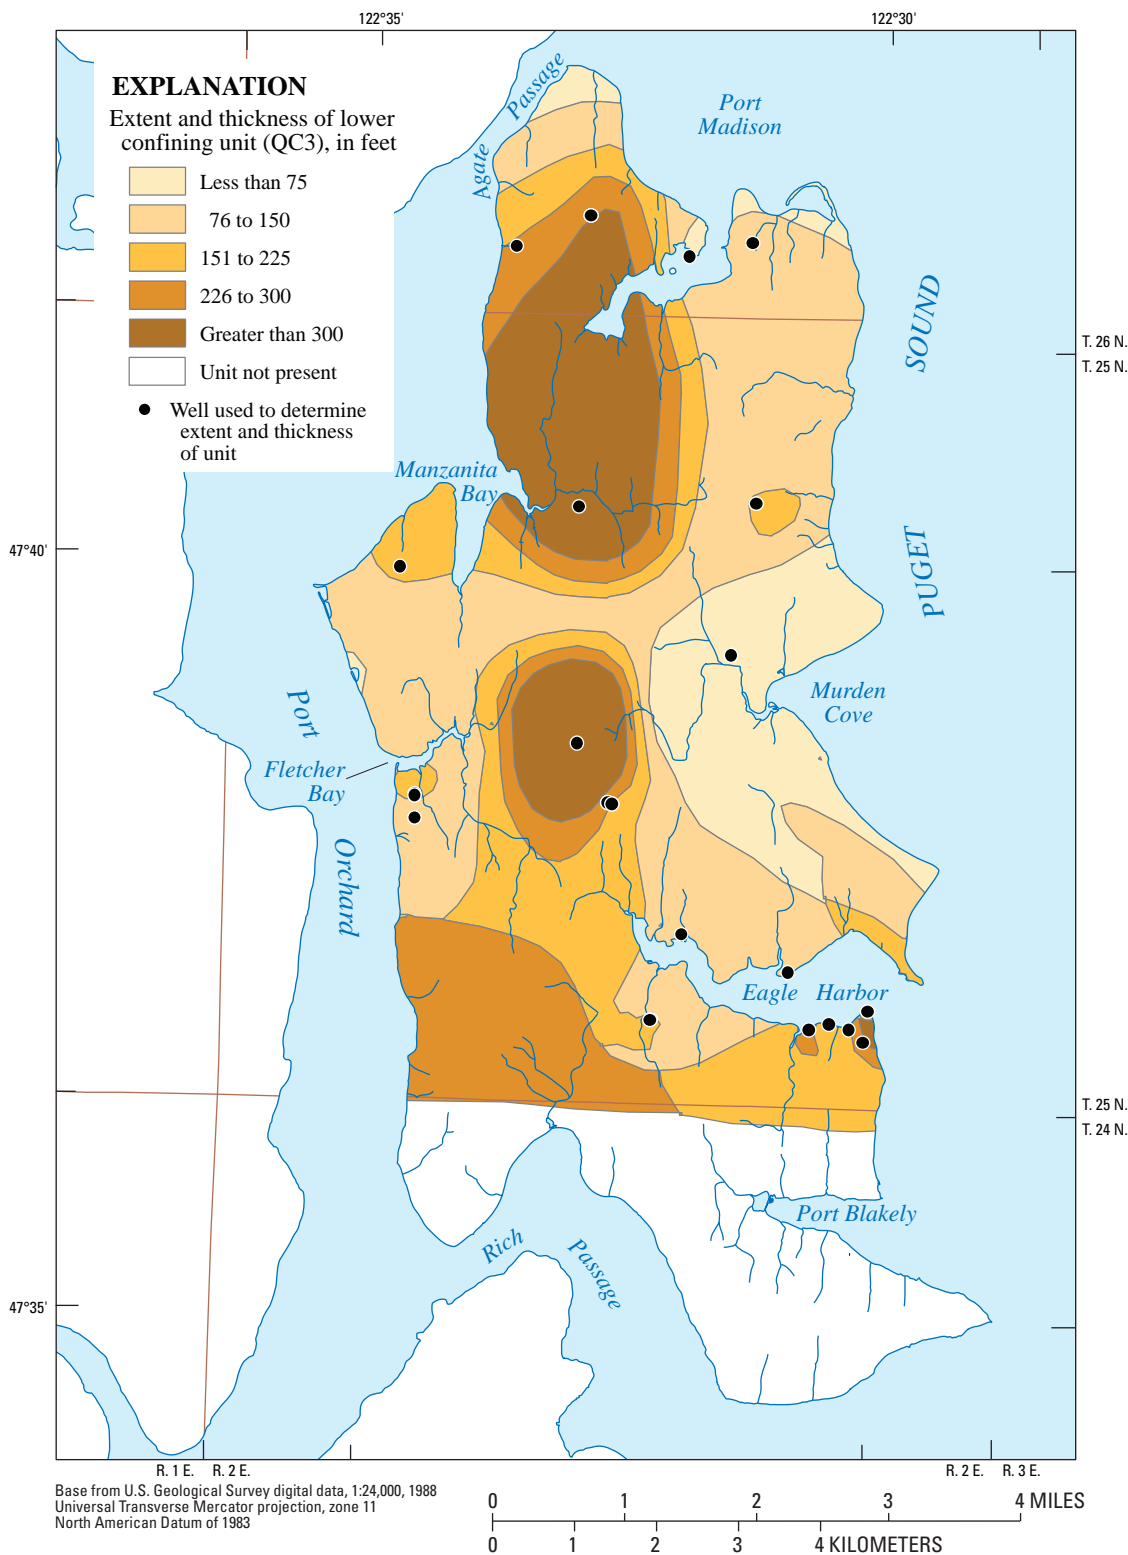 122°35'
122°30'
EXPLANATION
Extent and thickness of lower
confining unit (QC3), in feet
Less than 75
76 to 150
151 to 225
226 to 300
Greater than 300
Unit not present
Well used to determine
extent and thickness
of unit
Agate Passage
Port
Madison
SOUND
PUGET
T. 26 N.
T. 25 N.
Manzanita
Bay
47°40'
Murden
Cove
Port
Orchard
Fletcher
Bay
Eagle Harbor
T. 25 N.
T. 24 N.
Port Blakely
Rich Passage
47°35'
R. 1 E.
R. 2 E.
R. 2 E.
R. 3 E.
Base from U.S. Geological Survey digital data, 1:24,000, 1988
Universal Transverse Mercator projection, zone 11
North American Datum of 1983
0 1 2 3 4 MILES
0 1 2 3 4 KILOMETERS